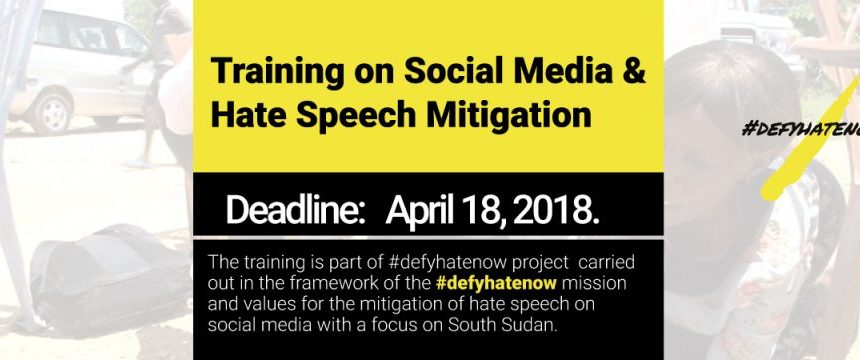 Training on Social Media &
Hate Speech Mitigation
#DEFYHATENO
Deadline: April 18, 2018.
The training is part of #defyhatenow project carried
out in the framework of the #defyhatenow mission
and values for the mitigation of hate speech on
social media with a focus on South Sudan.